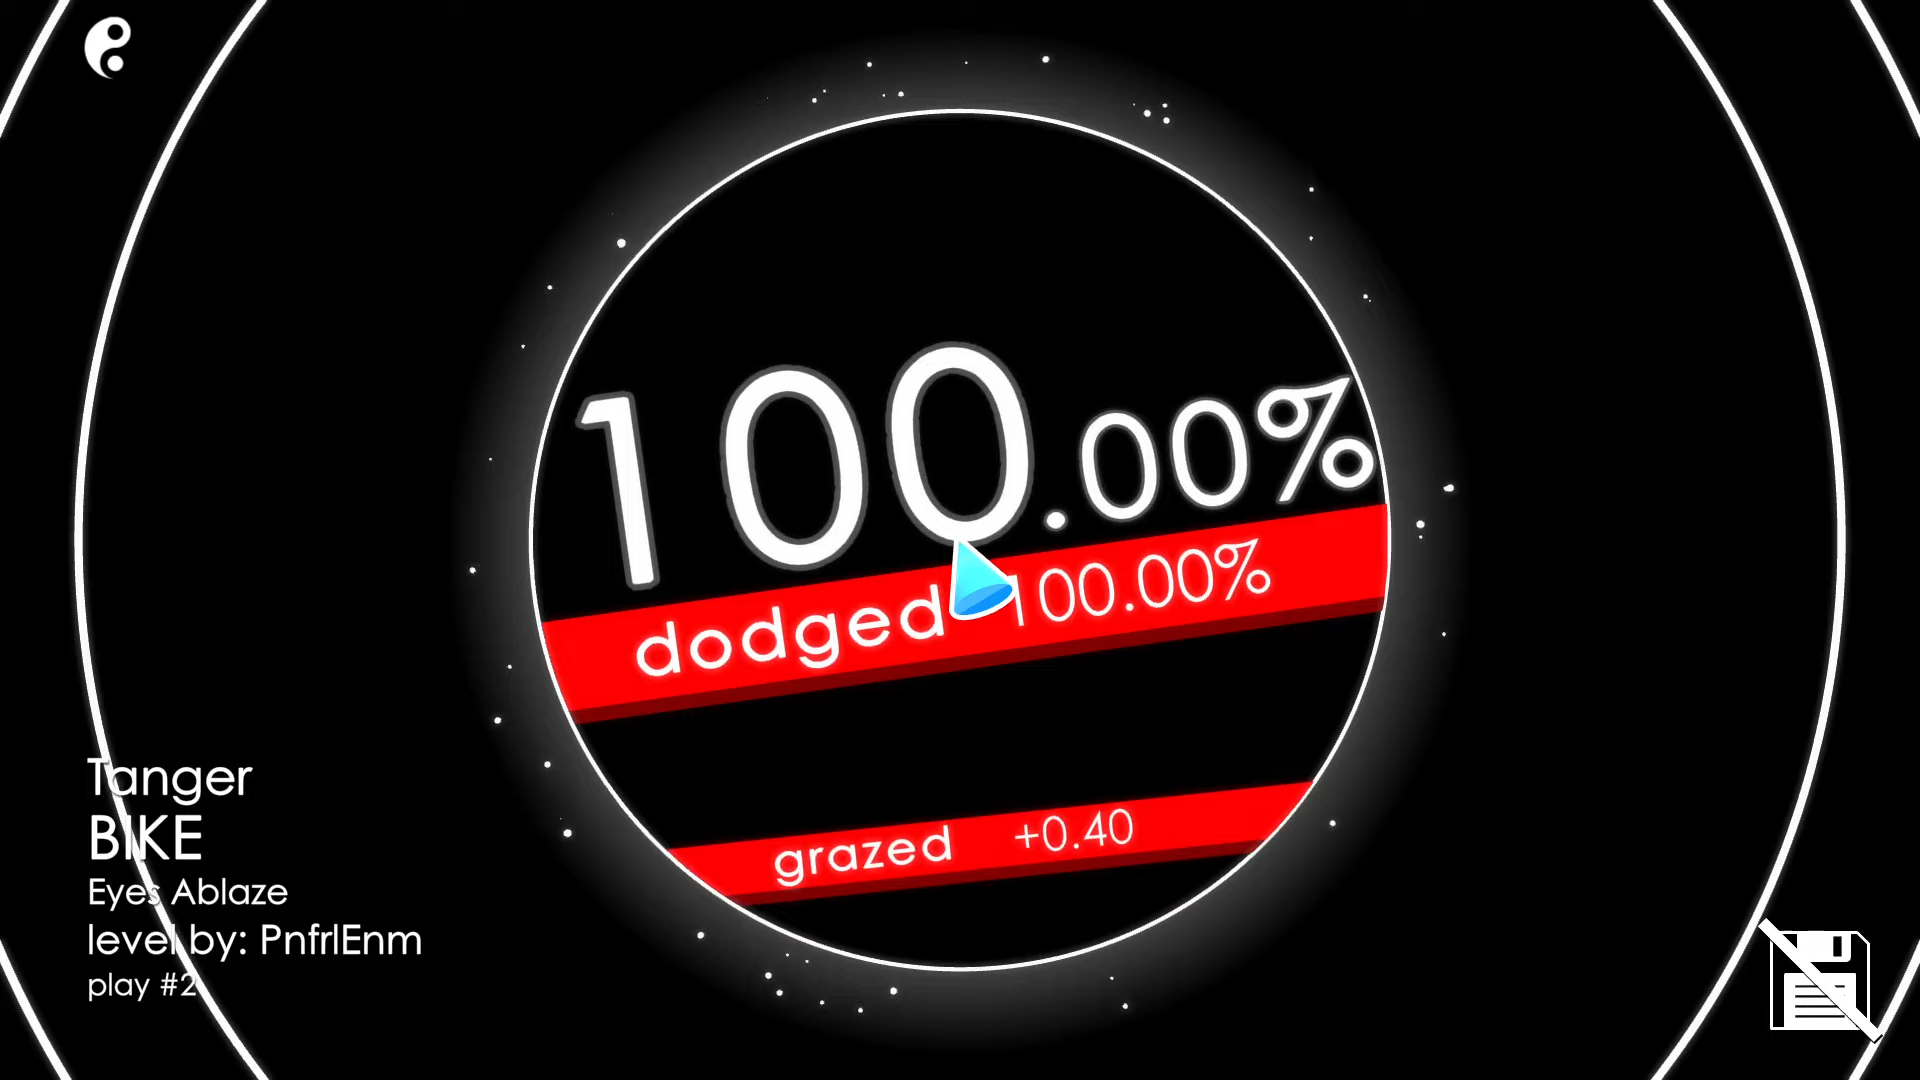 100.00%
dodged 100.00%
grazed +0.40
Tanger
BIKE
Eyes Ablaze
level by: PnfrlEnm
play #2